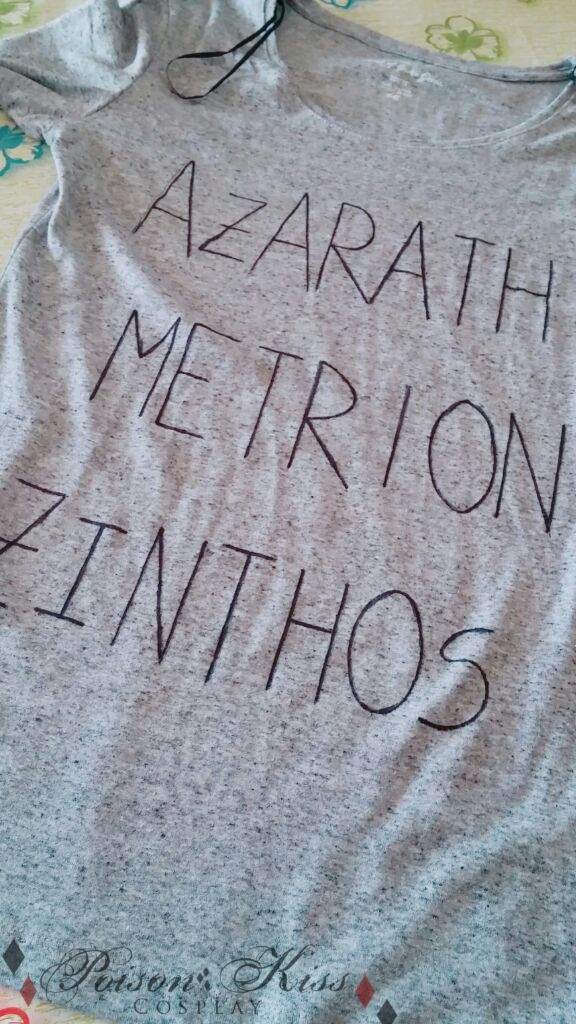 AZARATH
METRION
ZINTHOS
Poison Kiss
COSPLAY